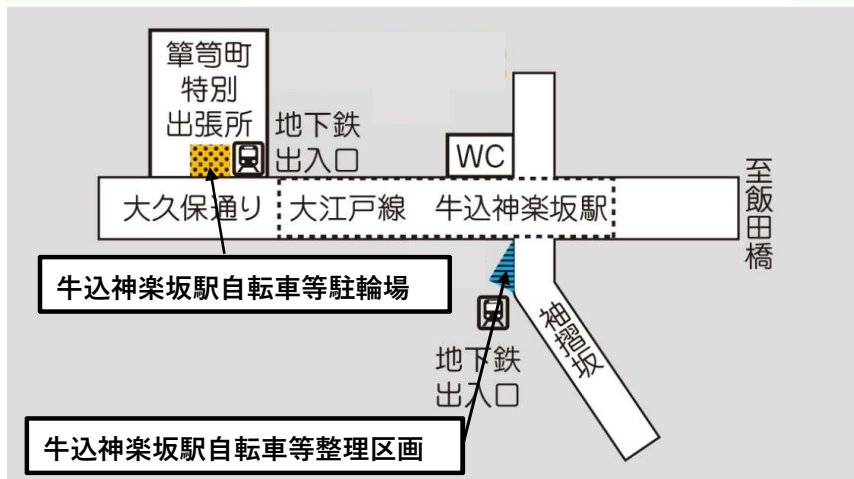 箪笥町
特別
出張所
地下鉄
出入口
WC
大久保通り
大江戸線
牛込神楽坂駅
至飯田橋
牛込神楽坂駅自転車等駐輪場
袖摺坂
地下鉄
出入口
牛込神楽坂駅自転車等整理区画